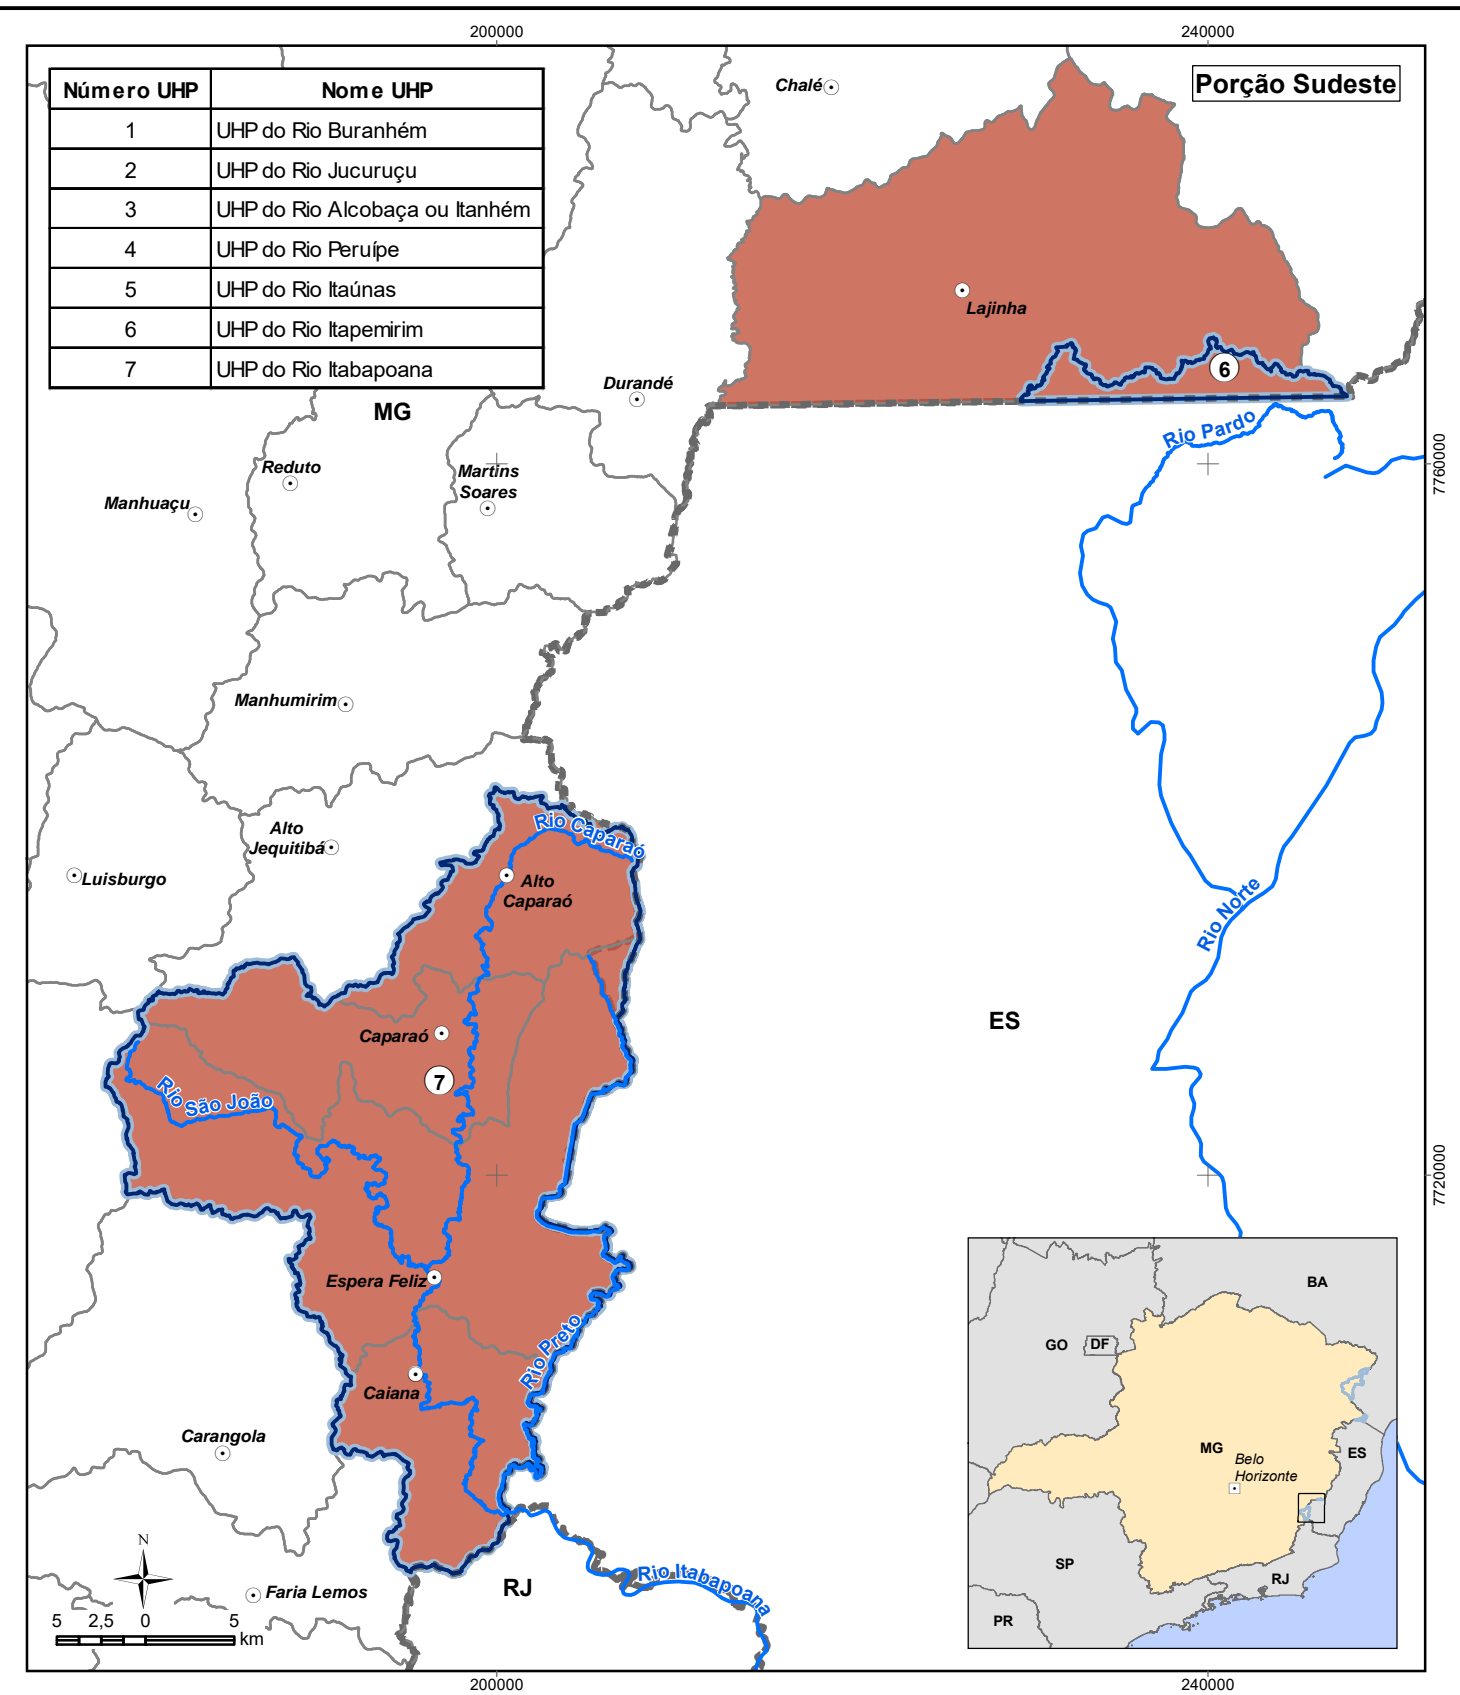 200000
240000
Número UHP
Nome UHP
1
UHP do Rio Buranhém
2
UHP do Rio Jucuruçu
3
UHP do Rio Alcobaça ou Itanhém
4
UHP do Rio Peruípe
5
UHP do Rio Itaúnas
6
UHP do Rio Itapemirim
7
UHP do Rio Itabapoana
Porção Sudeste
Chalé
Lajinha
6
Durandé
MG
Rio Pardo
7760000
Reduto
Martins
Soares
Manhuaçu
Manhumirim
Alto
Jequitibá
Rio Caparaó
Luisburgo
Alto
Caparaó
Rio Norte
ES
Caparaó
7
Rio São João
7720000
Espera Feliz
Rio Preto
Caiana
Carangola
BA
GO
DF
MG
Belo
Horizonte
ES
SP
RJ
PR
N
Faria Lemos
RJ
Rio Itabapoana
5 2,5 0 5
km
200000
240000